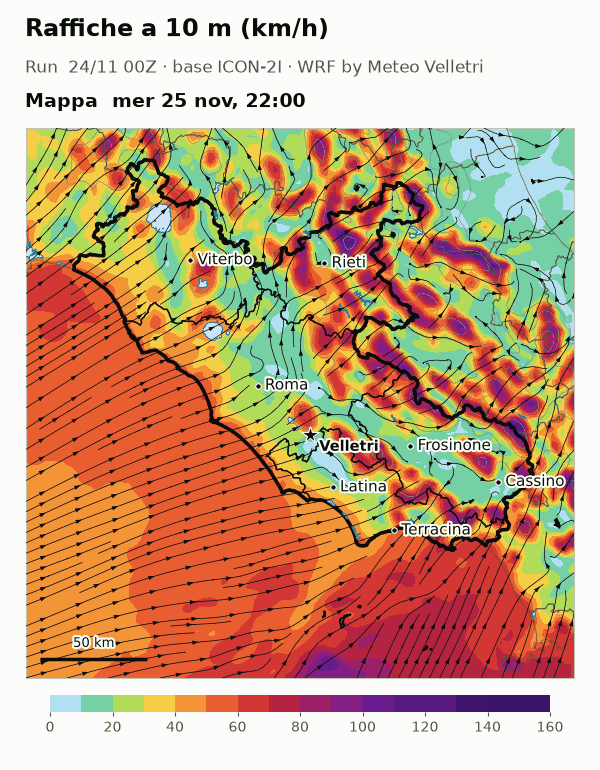 Raffiche a 10 m (km/h)
Run 24/11 00Z · base ICON-2I · WRF by Meteo Velletri
Mappa mer 25 nov, 22:00
Viterbo
Rieti
Roma
Velletri
Frosinone
Latina
Cassino
Terracina
50 km
0 20 40 60 80 100 120 140 160